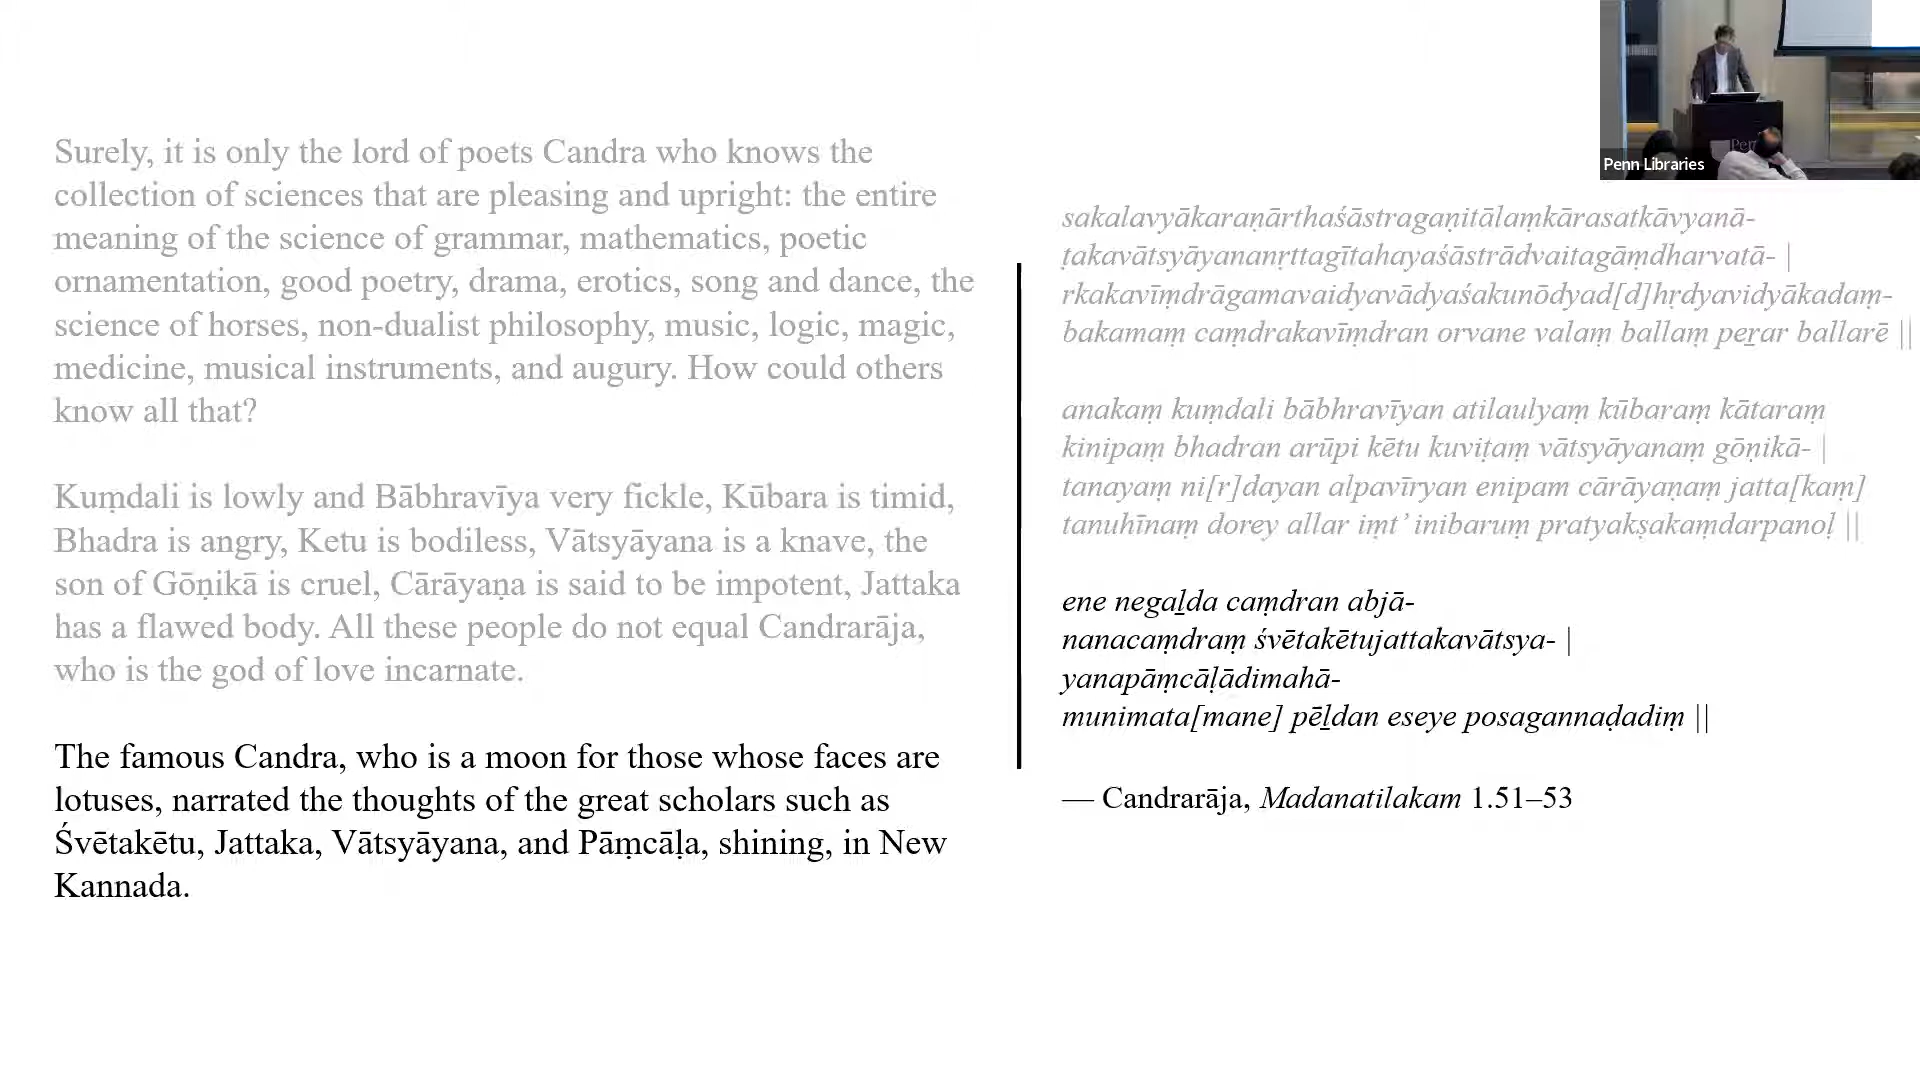 Surely, it is only the lord of poets Candra who knows the
collection of sciences that are pleasing and upright: the entire
meaning of the science of grammar, mathematics, poetic
ornamentation, good poetry, drama, erotics, song and dance, the
science of horses, non-dualist philosophy, music, logic, magic,
medicine, musical instruments, and augury. How could others
know all that?
Kuṃdali is lowly and Bābhravīya very fickle, Kūbara is timid,
Bhadra is angry, Ketu is bodiless, Vātsyāyana is a knave, the
son of Gōṇikā is cruel, Cārāyaṇa is said to be impotent, Jattaka
has a flawed body. All these people do not equal Candrarāja,
who is the god of love incarnate.
The famous Candra, who is a moon for those whose faces are
lotuses, narrated the thoughts of the great scholars such as
Śvētakētu, Jattaka, Vātsyāyana, and Pāṃcāḷa, shining, in New
Kannada.
sakalavyākaraṇārthaśāstragaṇitālaṃkārasatkāvyanā-
ṭakavātsyāyananṛttagītahayaśāstrādvaitagāṃdharvatā- |
rkakavīṃdrāgamavaidyavādyaśakunōdyad[d]hṛdyavidyākadaṃ-
bakamaṃ caṃdrakavīṃdran orvane valaṃ ballaṃ peṟar ballarē ||
anakaṃ kuṃdali bābhravīyan atilaulyaṃ kūbaraṃ kātaraṃ
kinipaṃ bhadran arūpi kētu kuviṭaṃ vātsyāyanaṃ gōṇikā- |
tanayaṃ ni[r]dayan alpavīryan enipaṃ cārāyaṇaṃ jatta[kaṃ]
tanuhīnaṃ dorey allar iṃt’ inibaruṃ pratyakṣakaṃdarpanoḷ ||
ene negaḻda caṃdran abjā-
nanacaṃdraṃ śvētakētujattakavātsya- |
yanapāṃcāḷādimahā-
munimata[mane] pēḻdan eseye posagannaḍadiṃ ||
— Candrarāja, Madanatilakam 1.51–53
Penn Libraries
Penn